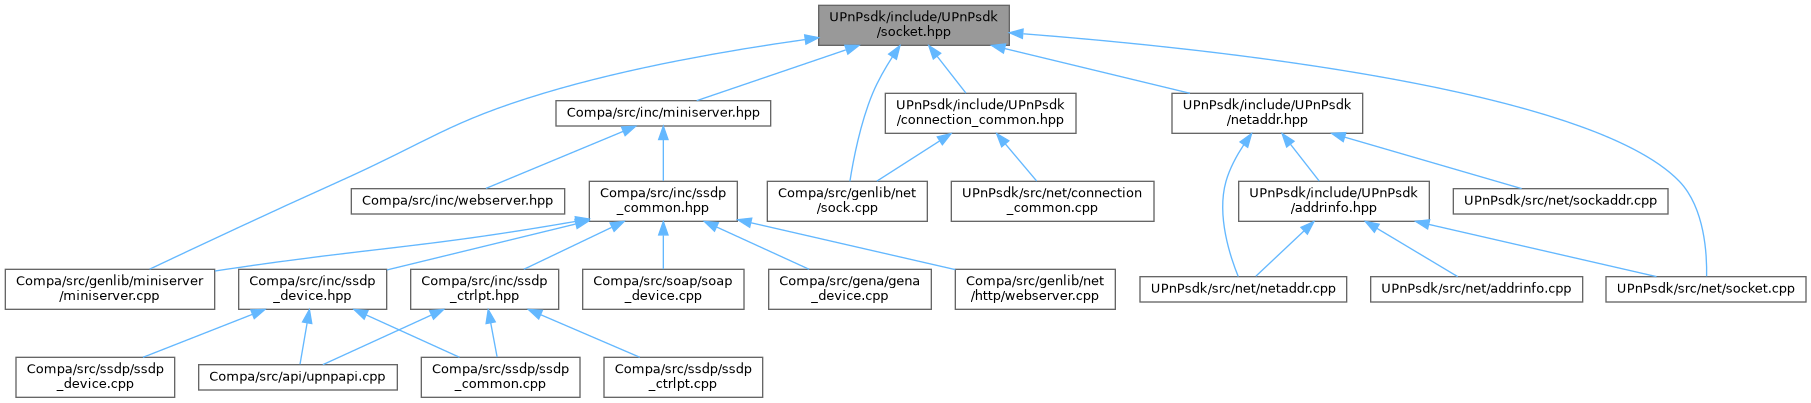 UPnPsdk/include/UPnPsdk
/socket.hpp
Compa/src/inc/miniserver.hpp
UPnPsdk/include/UPnPsdk
/connection_common.hpp
UPnPsdk/include/UPnPsdk
/netaddr.hpp
Compa/src/inc/webserver.hpp
Compa/src/inc/ssdp
_common.hpp
Compa/src/genlib/net
/sock.cpp
UPnPsdk/src/net/connection
_common.cpp
UPnPsdk/include/UPnPsdk
/addrinfo.hpp
UPnPsdk/src/net/sockaddr.cpp
Compa/src/genlib/miniserver
/miniserver.cpp
Compa/src/inc/ssdp
_device.hpp
Compa/src/inc/ssdp
_ctrlpt.hpp
Compa/src/soap/soap
_device.cpp
Compa/src/gena/gena
_device.cpp
Compa/src/genlib/net
/http/webserver.cpp
UPnPsdk/src/net/netaddr.cpp
UPnPsdk/src/net/addrinfo.cpp
UPnPsdk/src/net/socket.cpp
Compa/src/ssdp/ssdp
_device.cpp
Compa/src/api/upnpapi.cpp
Compa/src/ssdp/ssdp
_common.cpp
Compa/src/ssdp/ssdp
_ctrlpt.cpp